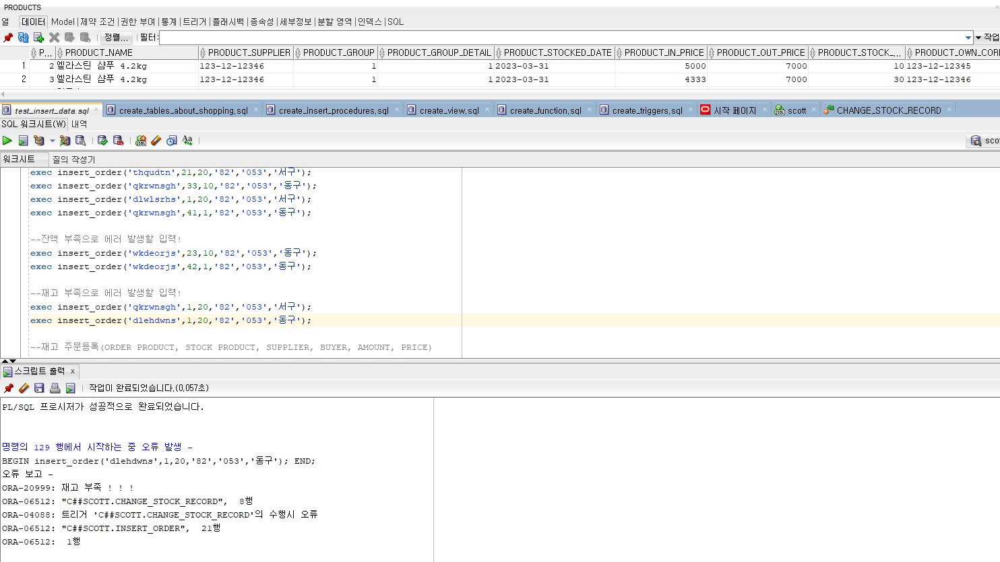 PRODUCTS
열 데이터 Model 제약 조건 권한 부여 통계 트리거 플래시백 종속성 세부정보 분할 영역 인덱스 SQL
정렬... 필터: 작업
P... PRODUCT_NAME PRODUCT_SUPPLIER PRODUCT_GROUP PRODUCT_GROUP_DETAIL PRODUCT_STOCKED_DATE PRODUCT_IN_PRICE PRODUCT_OUT_PRICE PRODUCT_STOCK_... PRODUCT_OWN_COR
1 2 엘라스틴 샴푸 4.2kg 123-12-12346 1 1 2023-03-31 5000 7000 10 123-12-12345
2 3 엘라스틴 샴푸 4.2kg 123-12-12346 1 1 2023-03-31 4333 7000 30 123-12-12346
test_insert_data.sql create_tables_about_shopping.sql create_insert_procedures.sql create_view.sql create_function.sql create_triggers.sql 시작 페이지 scott CHANGE_STOCK_RECORD
SQL 워크시트(W) 내역
sco
워크시트 질의 작성기
exec insert_order('thqudtn',21,20,'82','053','서구');
exec insert_order('qkrwnsgh',33,10,'82','053','동구');
exec insert_order('dlwlsrhs',1,20,'82','053','서구');
exec insert_order('qkrwnsgh',41,1,'82','053','동구');
--잔액 부족으로 에러 발생할 입력!
exec insert_order('wkdeorjs',23,10,'82','053','동구');
exec insert_order('wkdeorjs',42,1,'82','053','동구');
--재고 부족으로 에러 발생할 입력!
exec insert_order('qkrwnsgh',1,20,'82','053','서구');
exec insert_order('dlehdwns',1,20,'82','053','동구');
--재고 주문등록(ORDER PRODUCT, STOCK PRODUCT, SUPPLIER, BUYER, AMOUNT, PRICE)
스크립트 출력 x
작업이 완료되었습니다.(0.057초)
PL/SQL 프로시저가 성공적으로 완료되었습니다.
명령의 129 행에서 시작하는 중 오류 발생 -
BEGIN insert_order('dlehdwns',1,20,'82','053','동구'); END;
오류 보고 -
ORA-20999: 재고 부족 ! ! !
ORA-06512: "C##SCOTT.CHANGE_STOCK_RECORD", 8행
ORA-04088: 트리거 'C##SCOTT.CHANGE_STOCK_RECORD'의 수행시 오류
ORA-06512: "C##SCOTT.INSERT_ORDER", 21행
ORA-06512: 1행